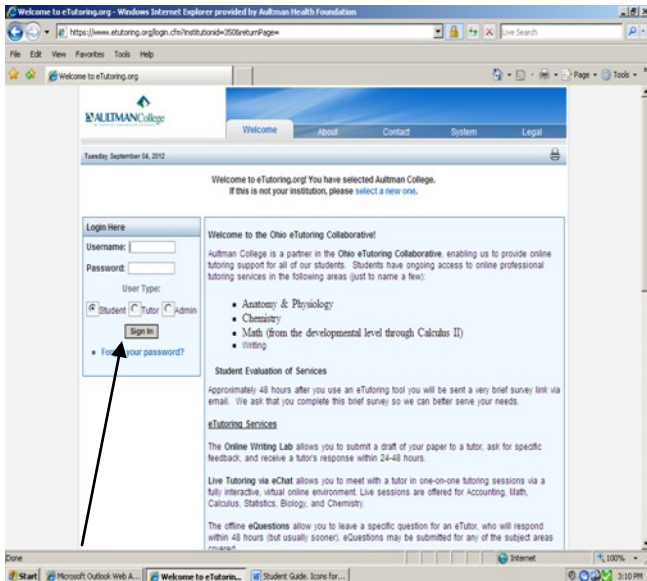 Welcome to eTutoring.org - Windows Internet Explorer provided by Aultman Health Foundation
https://www.etutoring.org/login.cfm?institutionid=350&returnPage=
Live Search
File Edit View Favorites Tools Help
Welcome to eTutoring.org
Page Tools
AULTMANCollege
Welcome About Contact System Legal
Tuesday September 04, 2012
Welcome to eTutoring.org! You have selected Aultman College.
If this is not your institution, please select a new one.
Login Here
Username:
Password:
User Type:
Student Tutor Admin
Sign In
your password?
Welcome to the Ohio eTutoring Collaborative!
Aultman College is a partner in the Ohio eTutoring Collaborative, enabling us to provide online
tutoring support for all of our students. Students have ongoing access to online professional
tutoring services in the following areas (just to name a few):
Anatomy & Physiology
Chemistry
Math (from the developmental level through Calculus II)
Writing
Student Evaluation of Services
Approximately 48 hours after you use an eTutoring tool you will be sent a very brief survey link via
email. We ask that you complete this brief survey so we can better serve your needs.
eTutoring Services
The Online Writing Lab allows you to submit a draft of your paper to a tutor, ask for specific
feedback, and receive a tutor's response within 24-48 hours.
Live Tutoring via eChat allows you to meet with a tutor in one-on-one tutoring sessions via a
fully interactive, virtual online environment. Live sessions are offered for Accounting, Math,
Calculus, Statistics, Biology, and Chemistry.
The offline eQuestions allow you to leave a specific question for an eTutor, who will respond
within 48 hours (but usually sooner). eQuestions may be submitted for any of the subject areas
covered
Done
Internet
100%
Start
Microsoft Outlook Web A...
Welcome to eTutorin...
Student Guide. Icons for...
3:10 PM